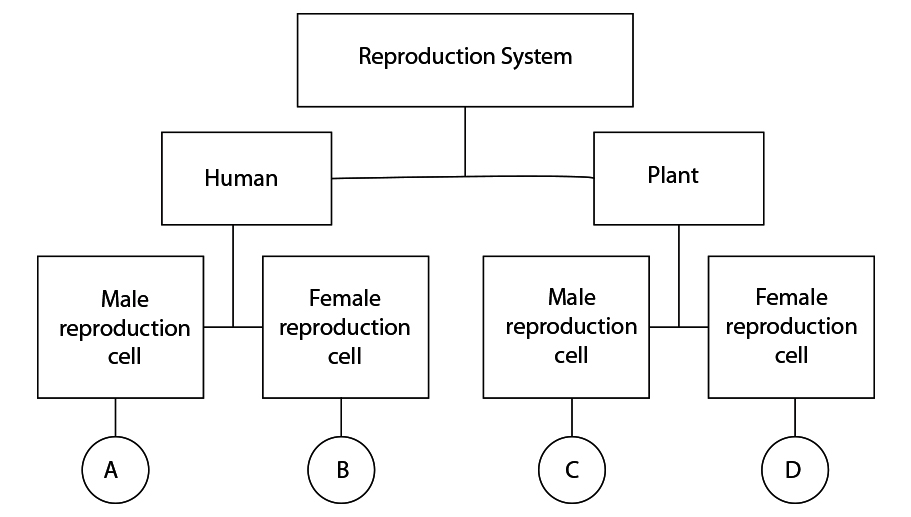 Reproduction System
Human
Plant
Male
reproduction
cell
Female
reproduction
cell
Male
reproduction
cell
Female
reproduction
cell
A
B
C
D